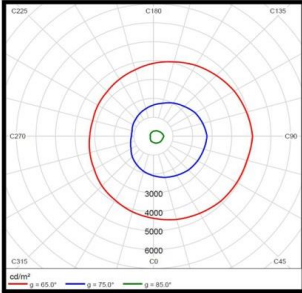 C225 C180 C135
C270 C90
3000
4000
5000
6000
C315 C0 C45
cd/m²
g = 65.0° g = 75.0° g = 85.0°